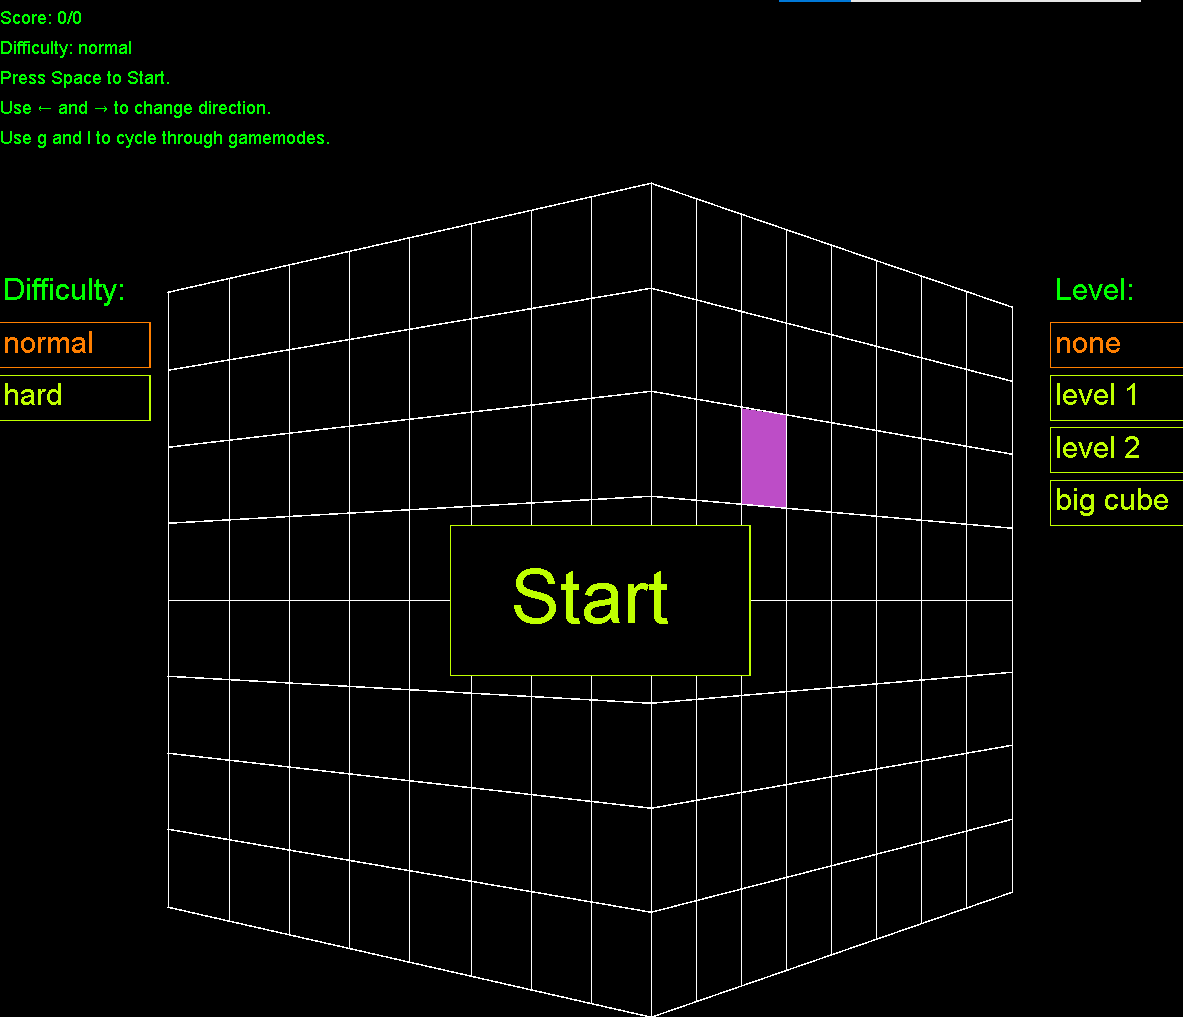 Score: 0/0
Difficulty: normal
Press Space to Start.
Use ← and → to change direction.
Use g and l to cycle through gamemodes.
Difficulty:
normal
hard
Level:
none
level 1
level 2
big cube
Start